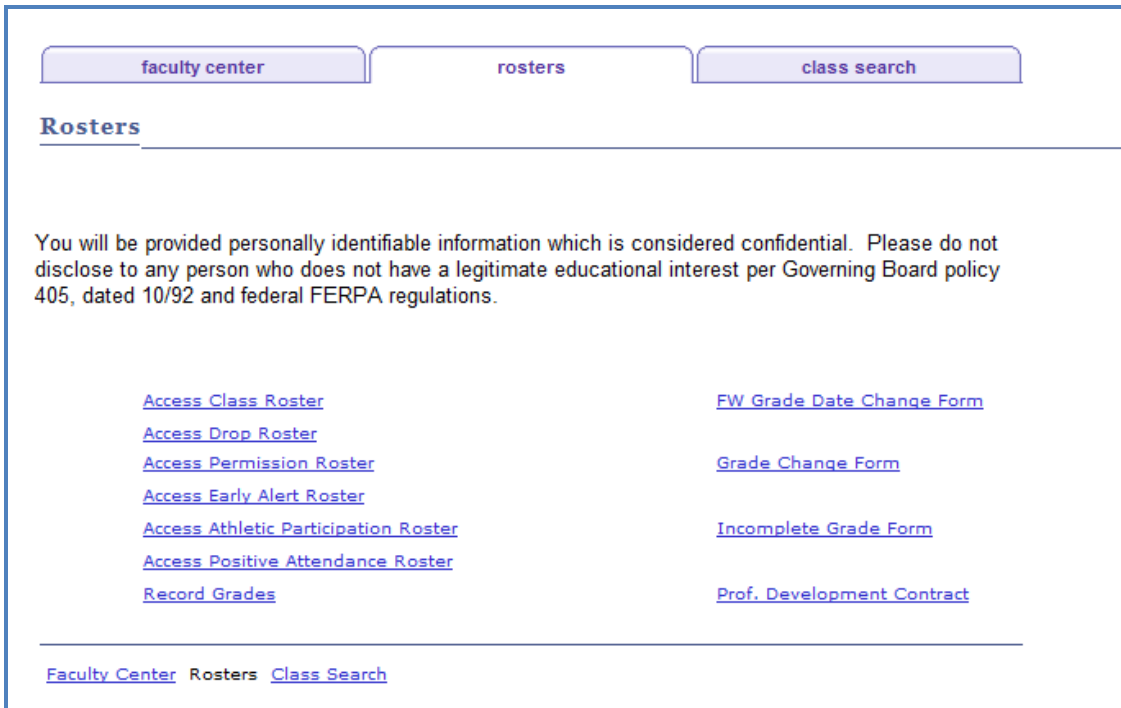 faculty center rosters class search
Rosters
You will be provided personally identifiable information which is considered confidential.  Please do not
disclose to any person who does not have a legitimate educational interest per Governing Board policy
405, dated 10/92 and federal FERPA regulations.
Access Class Roster FW Grade Date Change Form
Access Drop Roster
Access Permission Roster Grade Change Form
Access Early Alert Roster
Access Athletic Participation Roster Incomplete Grade Form
Access Positive Attendance Roster
Record Grades Prof. Development Contract
Faculty Center Rosters Class Search